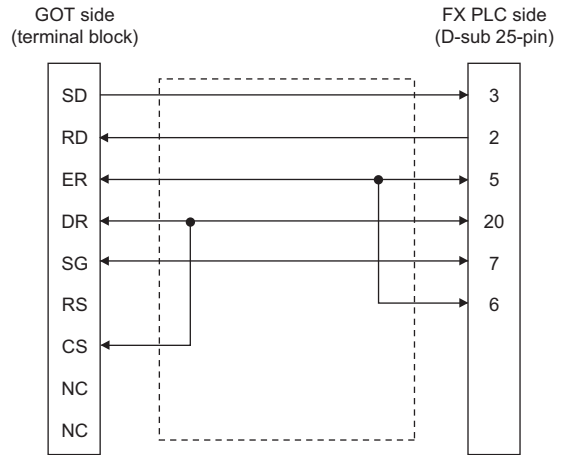 GOT side
(terminal block)
FX PLC side
(D-sub 25-pin)
SD
3
RD
2
ER
5
DR
20
SG
7
RS
6
CS
NC
NC